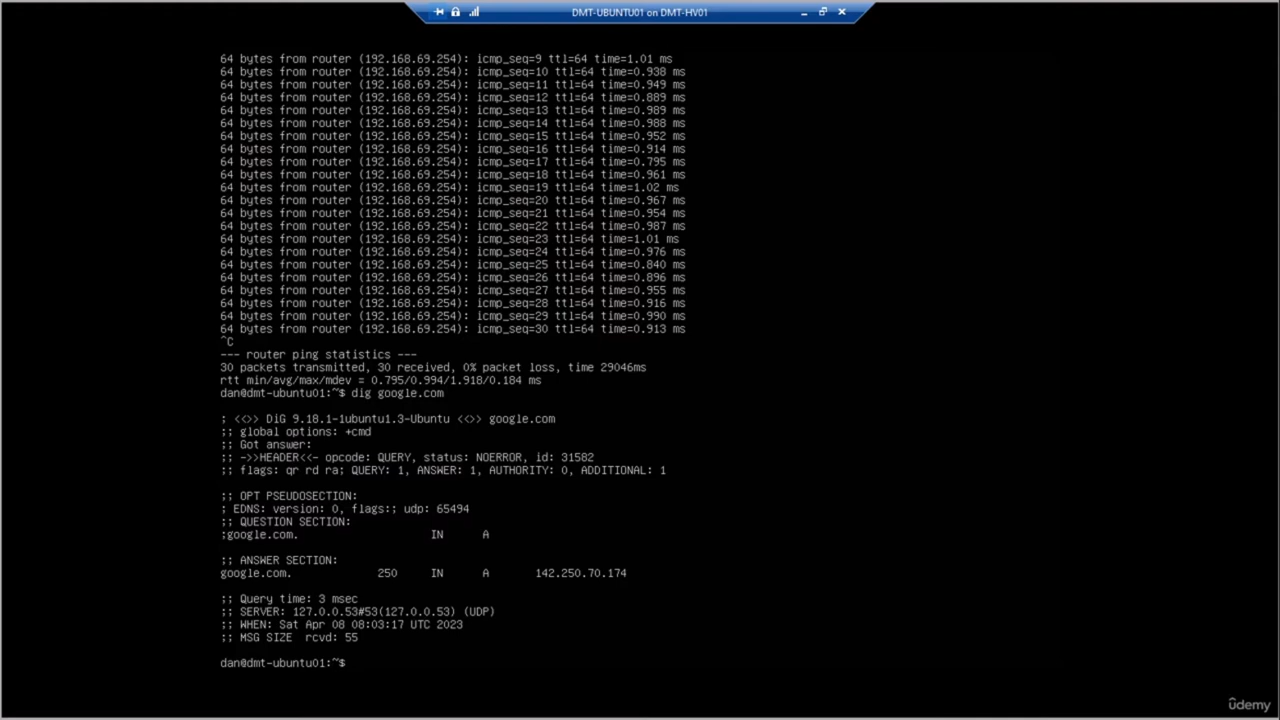 DMT-UBUNTU01 on DMT-HV01
64 bytes from router (192.168.69.254): icmp_seq=9 ttl=64 time=1.01 ms
64 bytes from router (192.168.69.254): icmp_seq=10 ttl=64 time=0.938 ms
64 bytes from router (192.168.69.254): icmp_seq=11 ttl=64 time=0.949 ms
64 bytes from router (192.168.69.254): icmp_seq=12 ttl=64 time=0.889 ms
64 bytes from router (192.168.69.254): icmp_seq=13 ttl=64 time=0.989 ms
64 bytes from router (192.168.69.254): icmp_seq=14 ttl=64 time=0.988 ms
64 bytes from router (192.168.69.254): icmp_seq=15 ttl=64 time=0.952 ms
64 bytes from router (192.168.69.254): icmp_seq=16 ttl=64 time=0.914 ms
64 bytes from router (192.168.69.254): icmp_seq=17 ttl=64 time=0.795 ms
64 bytes from router (192.168.69.254): icmp_seq=18 ttl=64 time=0.961 ms
64 bytes from router (192.168.69.254): icmp_seq=19 ttl=64 time=1.02 ms
64 bytes from router (192.168.69.254): icmp_seq=20 ttl=64 time=0.967 ms
64 bytes from router (192.168.69.254): icmp_seq=21 ttl=64 time=0.954 ms
64 bytes from router (192.168.69.254): icmp_seq=22 ttl=64 time=0.987 ms
64 bytes from router (192.168.69.254): icmp_seq=23 ttl=64 time=1.01 ms
64 bytes from router (192.168.69.254): icmp_seq=24 ttl=64 time=0.976 ms
64 bytes from router (192.168.69.254): icmp_seq=25 ttl=64 time=0.840 ms
64 bytes from router (192.168.69.254): icmp_seq=26 ttl=64 time=0.896 ms
64 bytes from router (192.168.69.254): icmp_seq=27 ttl=64 time=0.955 ms
64 bytes from router (192.168.69.254): icmp_seq=28 ttl=64 time=0.916 ms
64 bytes from router (192.168.69.254): icmp_seq=29 ttl=64 time=0.990 ms
64 bytes from router (192.168.69.254): icmp_seq=30 ttl=64 time=0.913 ms
^C
--- router ping statistics ---
30 packets transmitted, 30 received, 0% packet loss, time 29046ms
rtt min/avg/max/mdev = 0.795/0.994/1.918/0.184 ms
dan@dmt-ubuntu01:~$ dig google.com
; <<>> DiG 9.18.1-1ubuntu1.3-Ubuntu <<>> google.com
;; global options: +cmd
;; Got answer:
;; ->>HEADER<<- opcode: QUERY, status: NOERROR, id: 31582
;; flags: qr rd ra; QUERY: 1, ANSWER: 1, AUTHORITY: 0, ADDITIONAL: 1
;; OPT PSEUDOSECTION:
; EDNS: version: 0, flags:; udp: 65494
;; QUESTION SECTION:
;google.com. IN A
;; ANSWER SECTION:
google.com. 250 IN A 142.250.70.174
;; Query time: 3 msec
;; SERVER: 127.0.0.53#53(127.0.0.53) (UDP)
;; WHEN: Sat Apr 08 08:03:17 UTC 2023
;; MSG SIZE rcvd: 55
dan@dmt-ubuntu01:~$
ûdemy